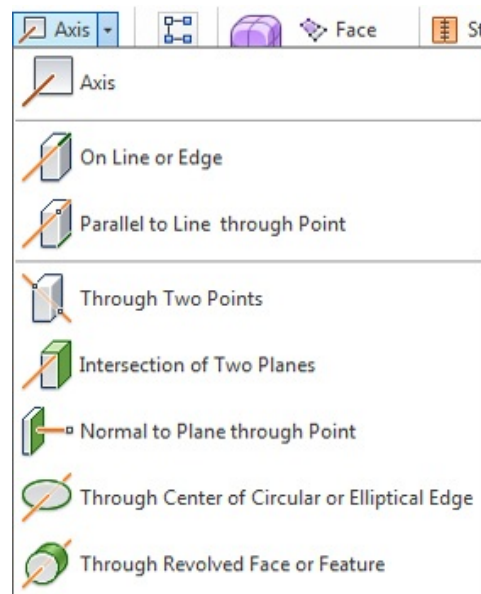 Axis Face St
Axis
On Line or Edge
Parallel to Line through Point
Through Two Points
Intersection of Two Planes
Normal to Plane through Point
Through Center of Circular or Elliptical Edge
Through Revolved Face or Feature